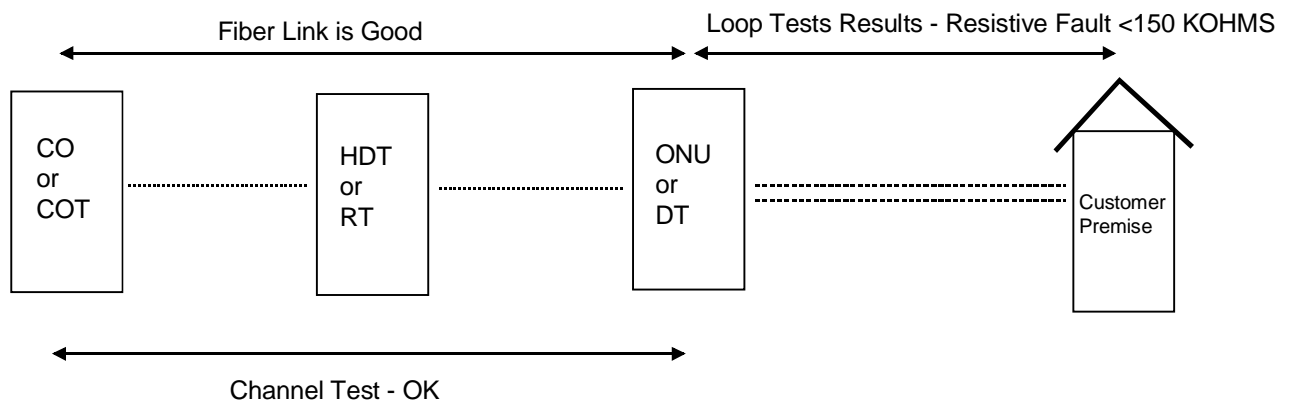 Fiber Link is Good
Loop Tests Results - Resistive Fault <150 KOHMS
CO
or
COT
HDT
or
RT
ONU
or
DT
Customer
Premise
Channel Test - OK